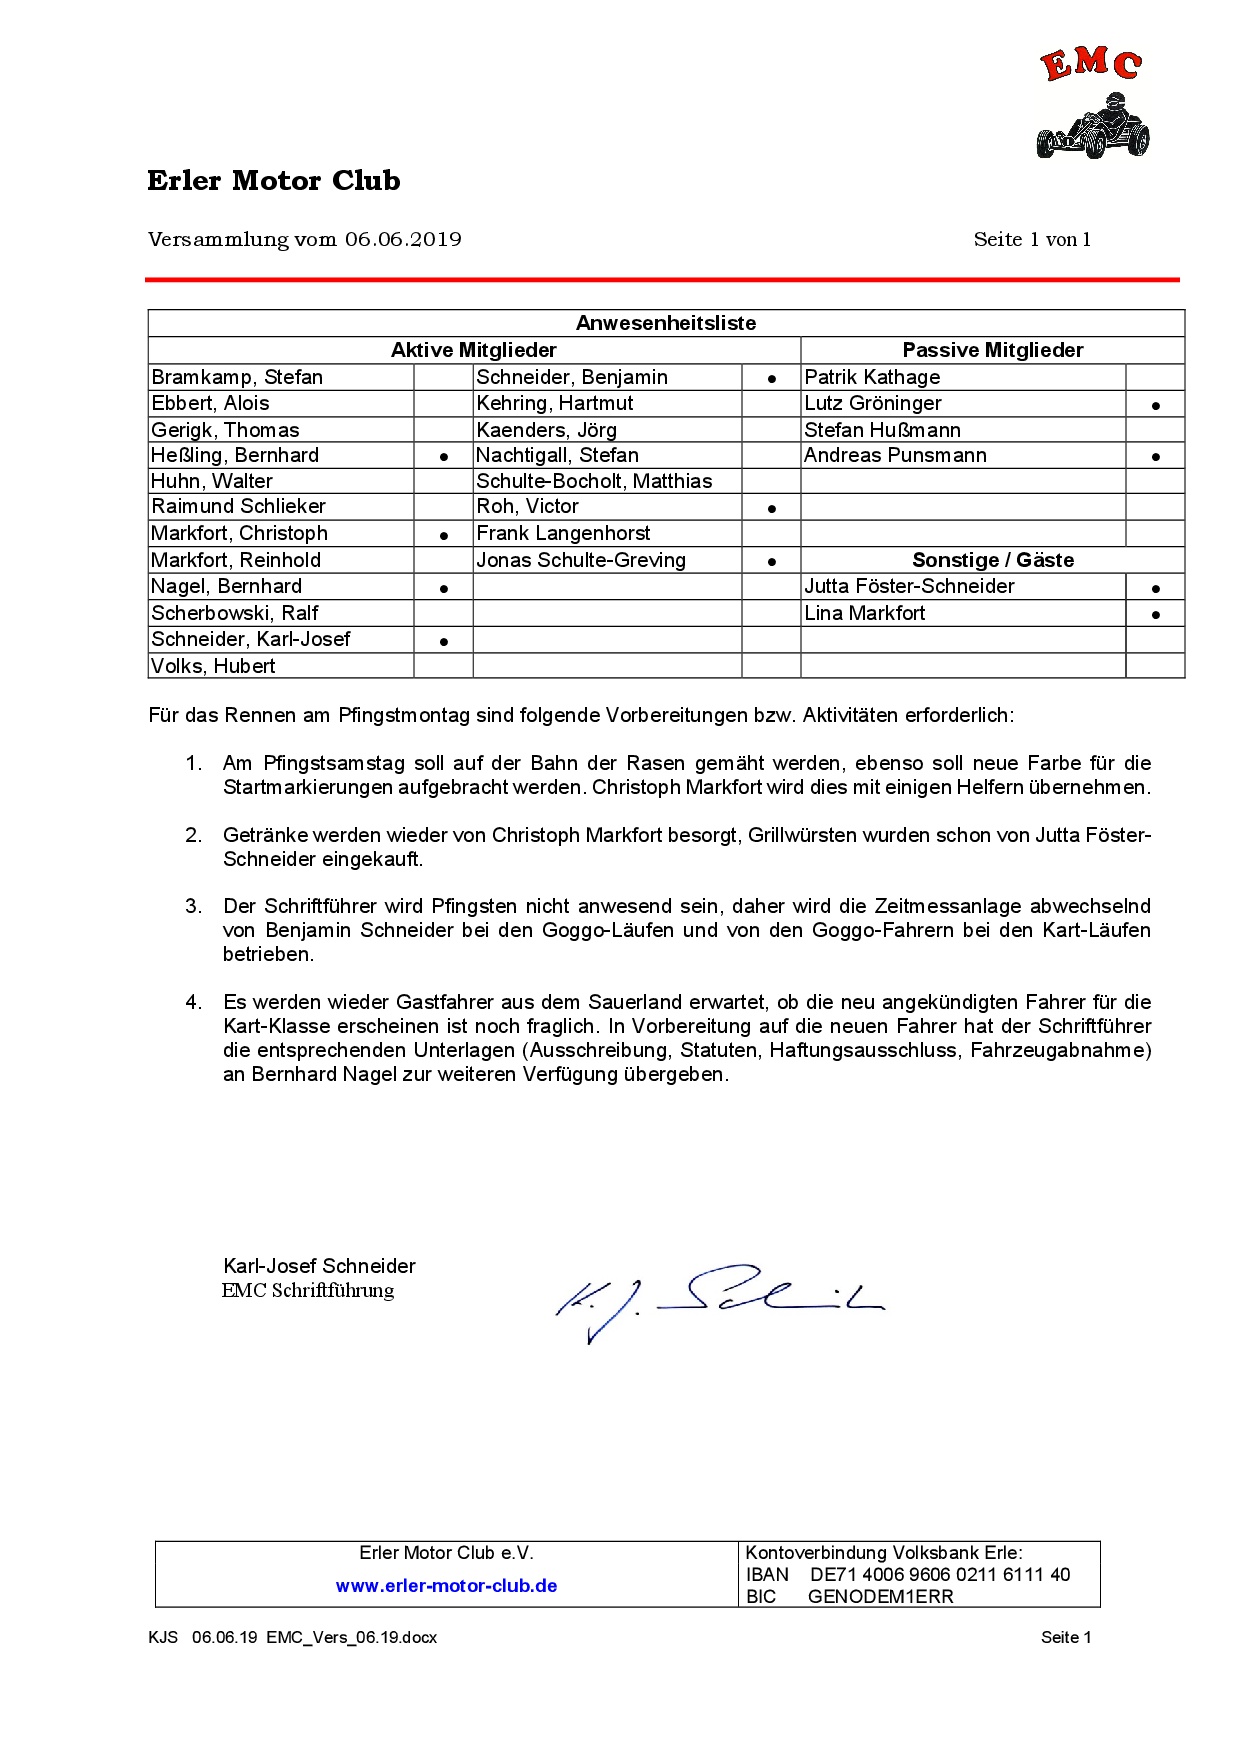 EMC
Erler Motor Club
Versammlung vom 06.06.2019 Seite 1 von 1
Anwesenheitsliste
Aktive Mitglieder Passive Mitglieder
Bramkamp, Stefan Schneider, Benjamin ● Patrik Kathage
Ebbert, Alois Kehring, Hartmut Lutz Gröninger ●
Gerigk, Thomas Kaenders, Jörg Stefan Hußmann
Heßling, Bernhard ● Nachtigall, Stefan Andreas Punsmann ●
Huhn, Walter Schulte-Bocholt, Matthias
Raimund Schlieker Roh, Victor ●
Markfort, Christoph ● Frank Langenhorst
Markfort, Reinhold Jonas Schulte-Greving ● Sonstige / Gäste
Nagel, Bernhard ● Jutta Föster-Schneider ●
Scherbowski, Ralf Lina Markfort ●
Schneider, Karl-Josef ●
Volks, Hubert
Für das Rennen am Pfingstmontag sind folgende Vorbereitungen bzw. Aktivitäten erforderlich:
1. Am Pfingstsamstag soll auf der Bahn der Rasen gemäht werden, ebenso soll neue Farbe für die
Startmarkierungen aufgebracht werden. Christoph Markfort wird dies mit einigen Helfern übernehmen.
2. Getränke werden wieder von Christoph Markfort besorgt, Grillwürsten wurden schon von Jutta Föster-
Schneider eingekauft.
3. Der Schriftführer wird Pfingsten nicht anwesend sein, daher wird die Zeitmessanlage abwechselnd
von Benjamin Schneider bei den Goggo-Läufen und von den Goggo-Fahrern bei den Kart-Läufen
betrieben.
4. Es werden wieder Gastfahrer aus dem Sauerland erwartet, ob die neu angekündigten Fahrer für die
Kart-Klasse erscheinen ist noch fraglich. In Vorbereitung auf die neuen Fahrer hat der Schriftführer
die entsprechenden Unterlagen (Ausschreibung, Statuten, Haftungsausschluss, Fahrzeugabnahme)
an Bernhard Nagel zur weiteren Verfügung übergeben.
Karl-Josef Schneider
EMC Schriftführung
Erler Motor Club e.V. Kontoverbindung Volksbank Erle:
www.erler-motor-club.de IBAN DE71 4006 9606 0211 6111 40
BIC GENODEM1ERR
KJS 06.06.19 EMC_Vers_06.19.docx Seite 1